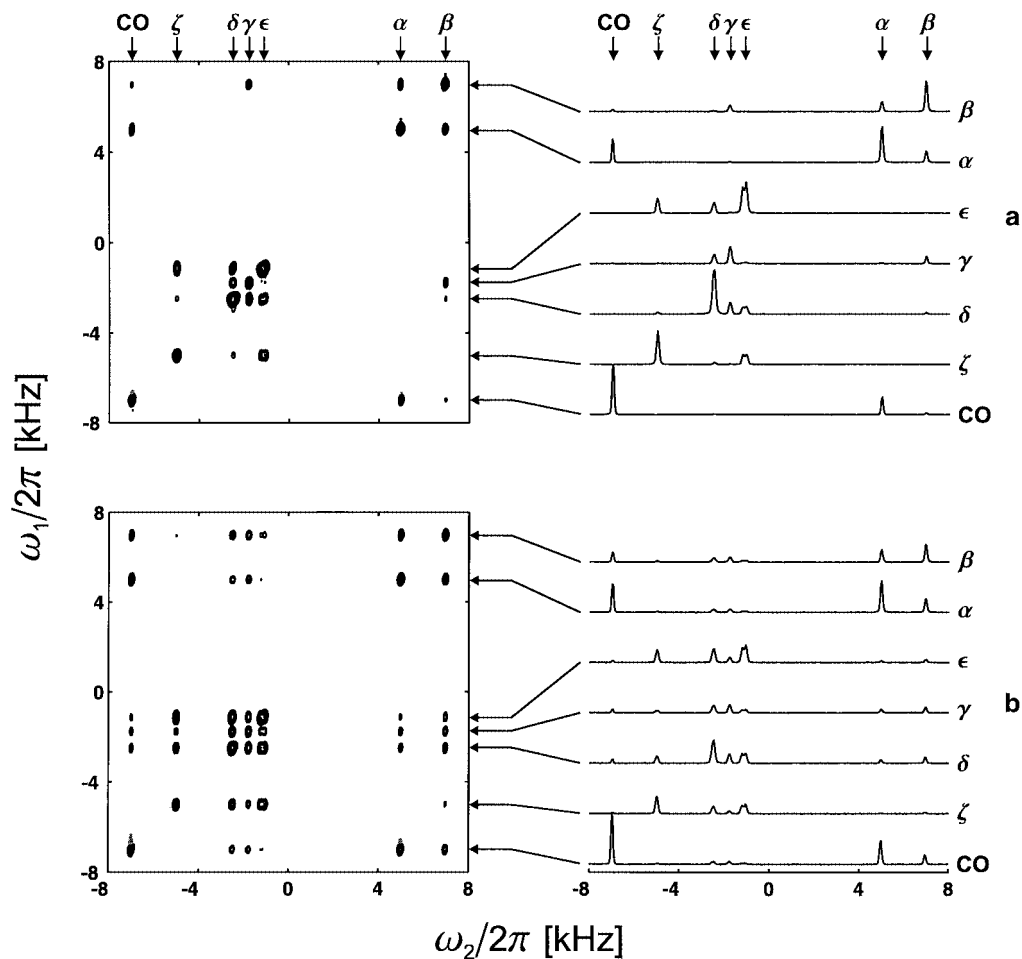 CO ζ δ γ ϵ α β
CO ζ δ γ ϵ α β
8
4
0
-4
-8
β
α
ϵ
γ
δ
ζ
CO
a
ω₁/2π [kHz]
8
4
0
-4
-8
-8 -4 0 4 8
β
α
ϵ
γ
δ
ζ
CO
b
-8 -4 0 4 8
ω₂/2π [kHz]